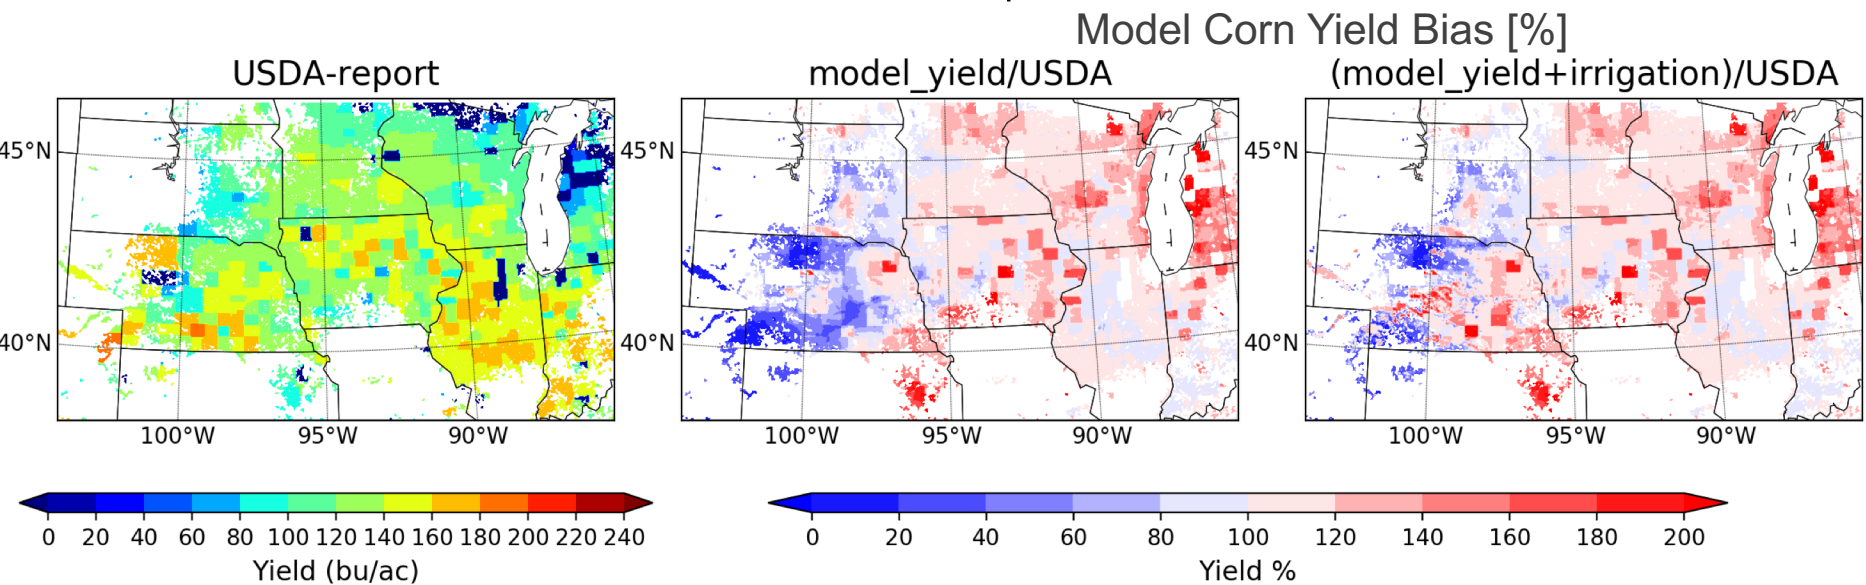 Model Corn Yield Bias [%]
USDA-report
model_yield/USDA
(model_yield+irrigation)/USDA
45°N
40°N
100°W 95°W 90°W
45°N
40°N
100°W 95°W 90°W
45°N
40°N
100°W 95°W 90°W
0 20 40 60 80 100 120 140 160 180 200 220 240
Yield (bu/ac)
0 20 40 60 80 100 120 140 160 180 200
Yield %